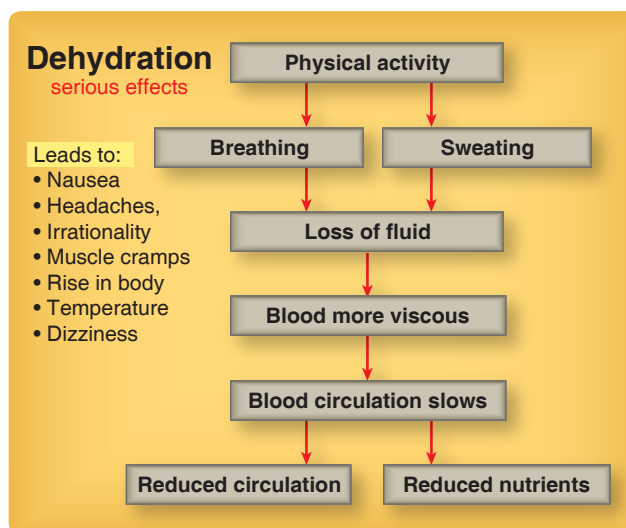 Dehydration
serious effects
Physical activity
Breathing
Sweating
Leads to:
• Nausea
• Headaches,
• Irrationality
• Muscle cramps
• Rise in body
• Temperature
• Dizziness
Loss of fluid
Blood more viscous
Blood circulation slows
Reduced circulation
Reduced nutrients